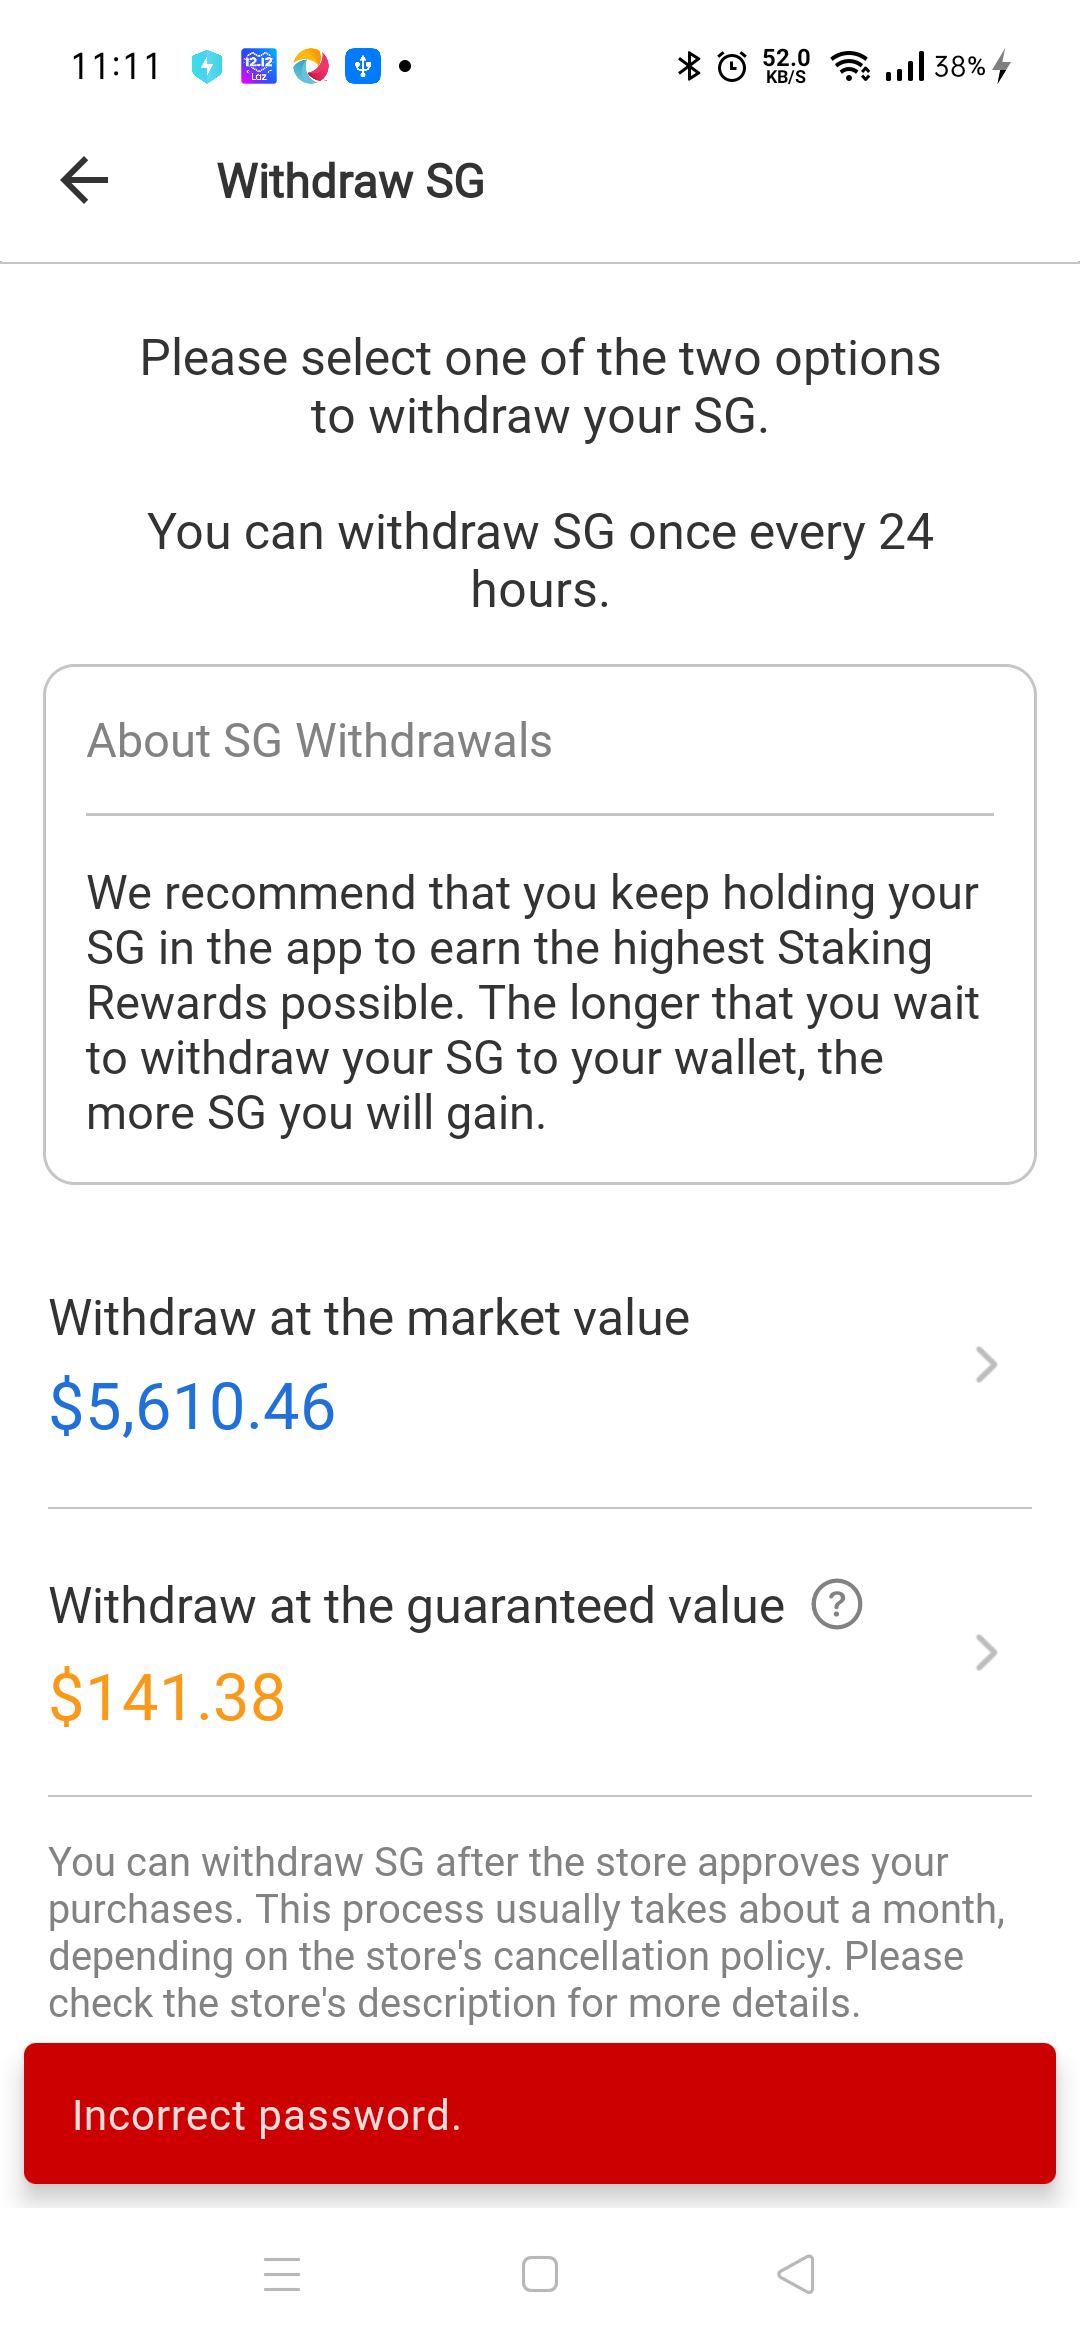 11:11
12.12
Laz
52.0
KB/S
38%
Withdraw SG
Please select one of the two options
to withdraw your SG.
You can withdraw SG once every 24
hours.
About SG Withdrawals
We recommend that you keep holding your
SG in the app to earn the highest Staking
Rewards possible. The longer that you wait
to withdraw your SG to your wallet, the
more SG you will gain.
Withdraw at the market value
$5,610.46
Withdraw at the guaranteed value ?
$141.38
You can withdraw SG after the store approves your
purchases. This process usually takes about a month,
depending on the store's cancellation policy. Please
check the store's description for more details.
Incorrect password.